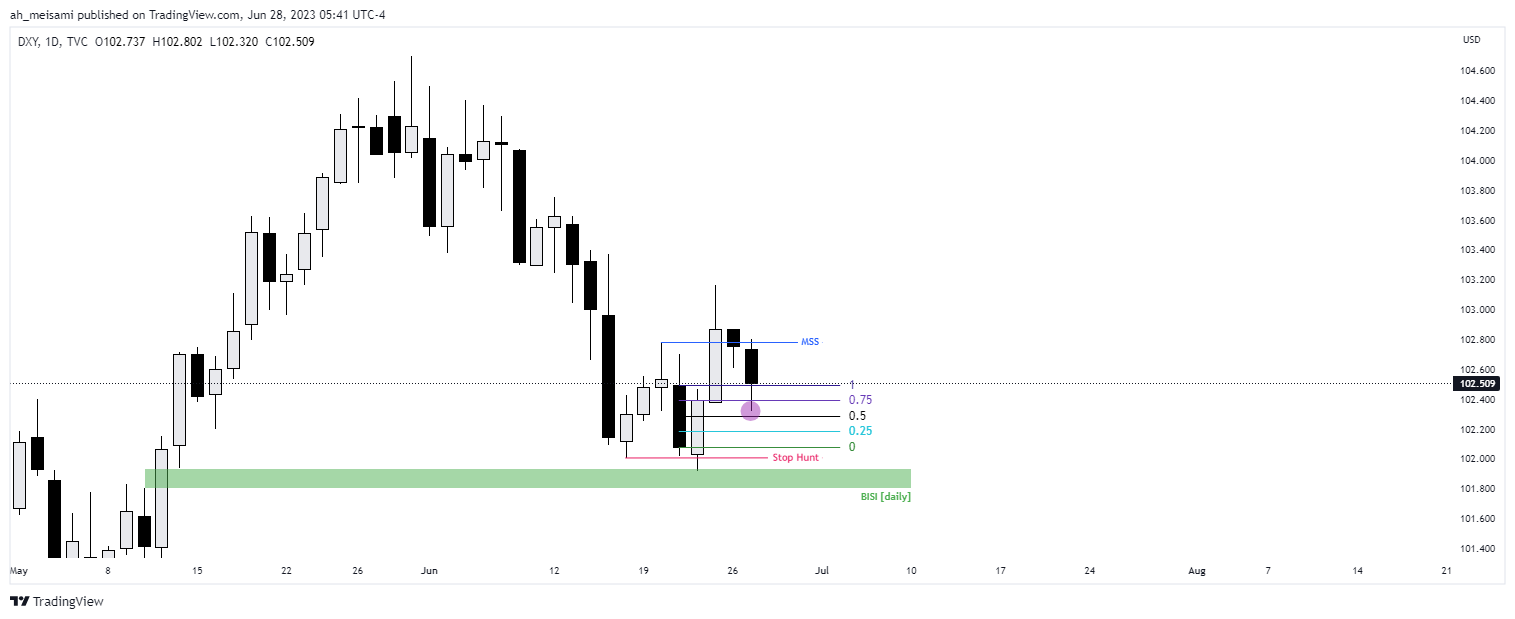 ah_meisami published on TradingView.com, Jun 28, 2023 05:41 UTC-4
DXY, 1D, TVC O102.737 H102.802 L102.320 C102.509
USD
104.600
104.400
104.200
104.000
103.800
103.600
103.400
103.200
103.000
102.800
102.600
102.509
102.400
102.200
102.000
101.800
101.600
101.400
MSS
1
0.75
0.5
0.25
0
Stop Hunt
BISI [daily]
May 8 15 22 26 Jun 12 19 26 Jul 10 17 24 Aug 7 14 21
TradingView